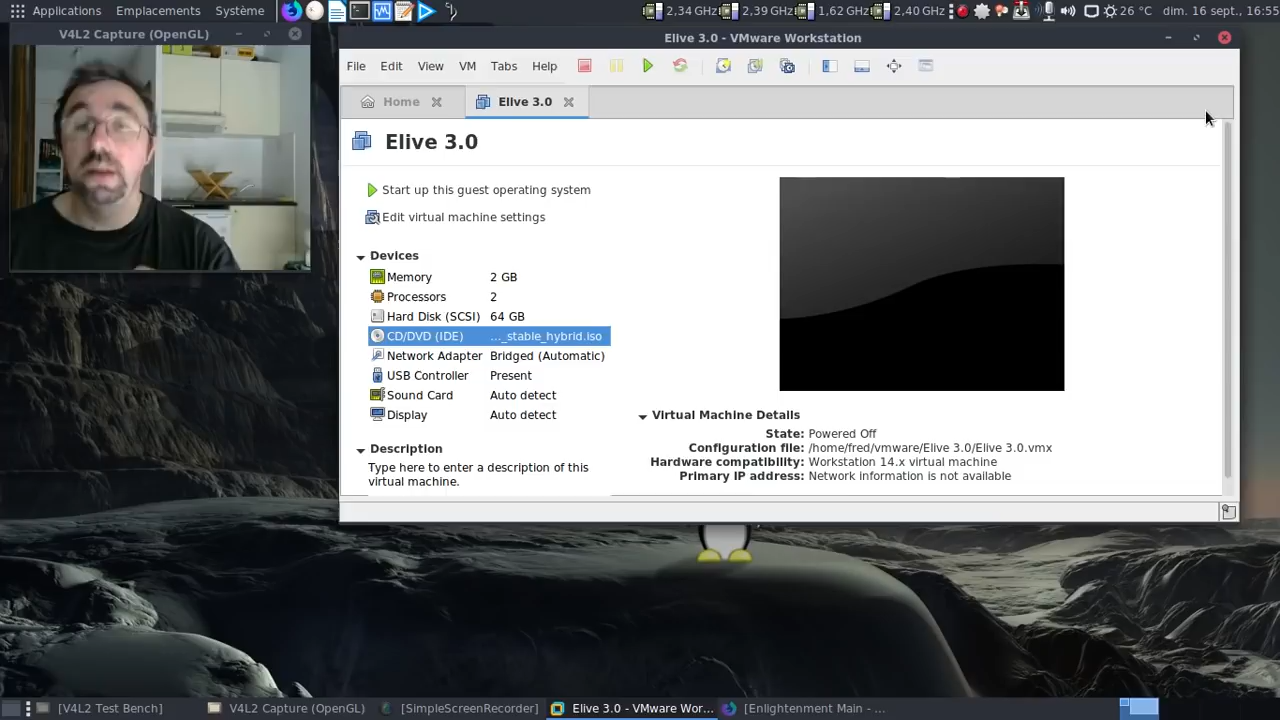 Applications Emplacements Système 2,34 GHz 2,39 GHz 1,62 GHz 2,40 GHz 26 °C dim. 16 sept., 16:55
V4L2 Capture (OpenGL)
Elive 3.0 - VMware Workstation
File Edit View VM Tabs Help
Home Elive 3.0
Elive 3.0
Start up this guest operating system
Edit virtual machine settings
Devices
Memory 2 GB
Processors 2
Hard Disk (SCSI) 64 GB
CD/DVD (IDE) ..._stable_hybrid.iso
Network Adapter Bridged (Automatic)
USB Controller Present
Sound Card Auto detect
Display Auto detect
Description
Type here to enter a description of this
virtual machine.
Virtual Machine Details
State: Powered Off
Configuration file: /home/fred/vmware/Elive 3.0/Elive 3.0.vmx
Hardware compatibility: Workstation 14.x virtual machine
Primary IP address: Network information is not available
[V4L2 Test Bench] V4L2 Capture (OpenGL) [SimpleScreenRecorder] Elive 3.0 - VMware Wor... [Enlightenment Main - ...